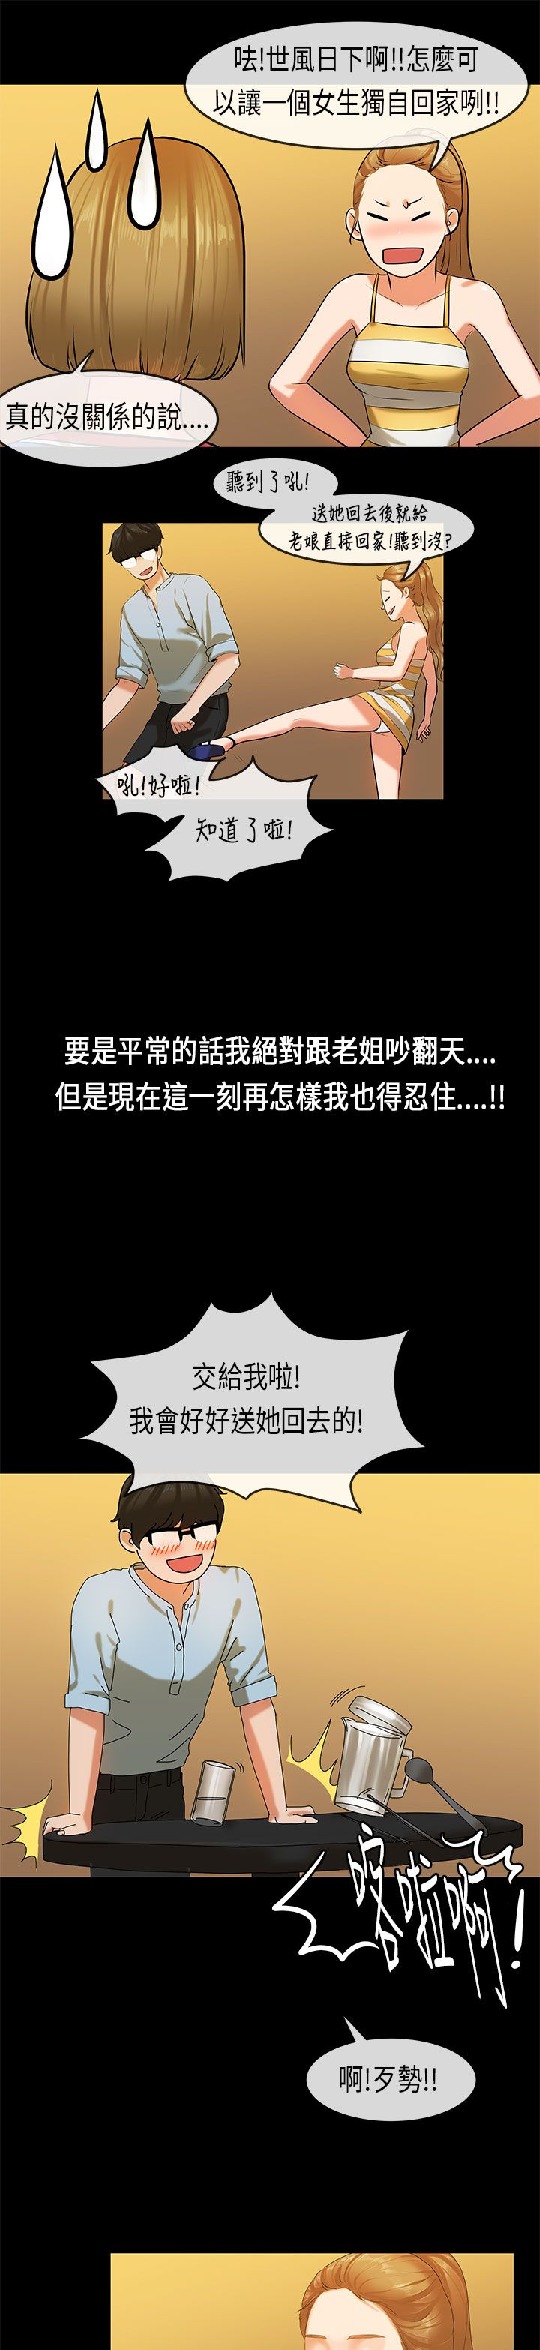 呿!世風日下啊!!怎麼可
以讓一個女生獨自回家咧!!
真的沒關係的說....
聽到了吼!
送她回去後就給
老娘直接回家!聽到沒?
吼!好啦!
知道了啦!
要是平常的話我絕對跟老姐吵翻天....
但是現在這一刻再怎樣我也得忍住....!!
交給我啦!
我會好好送她回去的!
喀啦啊!
啊!歹勢!!